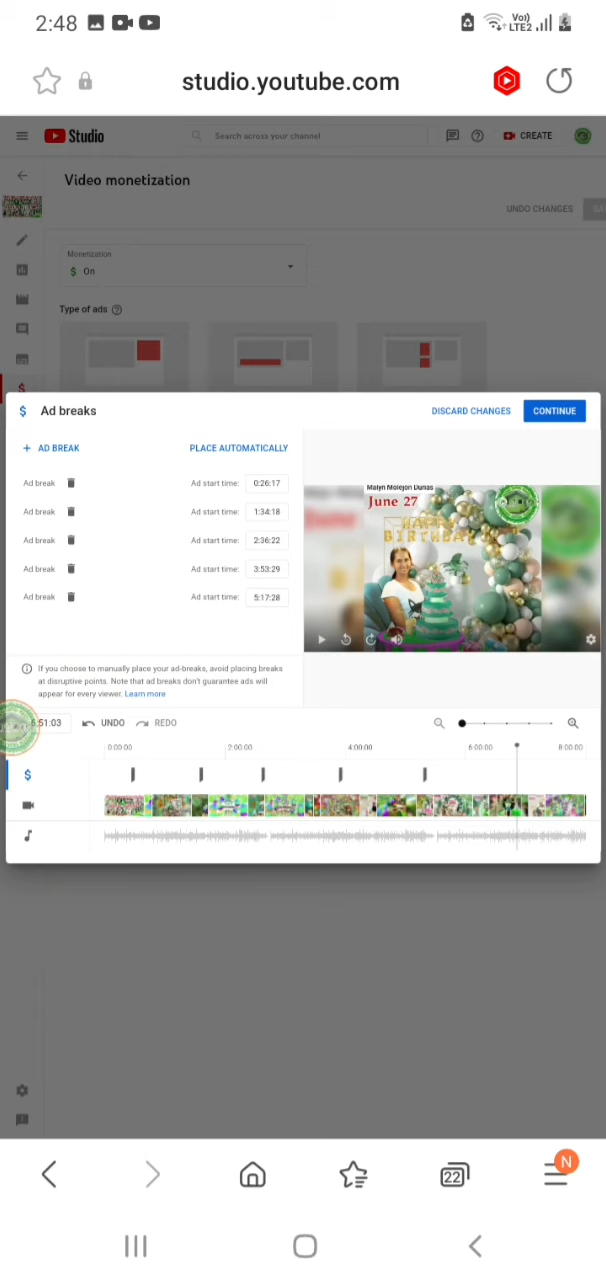 2:48
Vo)
LTE2
studio.youtube.com
Studio
Search across your channel
CREATE
Video monetization
UNDO CHANGES
Monetization
$ On
Type of ads
$ Ad breaks
DISCARD CHANGES
CONTINUE
+ AD BREAK
PLACE AUTOMATICALLY
Ad break
Ad start time:
0:26:17
Ad break
Ad start time:
1:34:18
Ad break
Ad start time:
2:36:22
Ad break
Ad start time:
3:53:29
Ad break
Ad start time:
5:17:28
Malyn Molejon Dunas
June 27
HAPPY
BIRTHDAY
If you choose to manually place your ad-breaks, avoid placing breaks
at disruptive points. Note that ad breaks don't guarantee ads will
appear for every viewer. Learn more
:51:03
UNDO
REDO
0:00:00
2:00:00
4:00:00
6:00:00
8:00:00
$
22
N